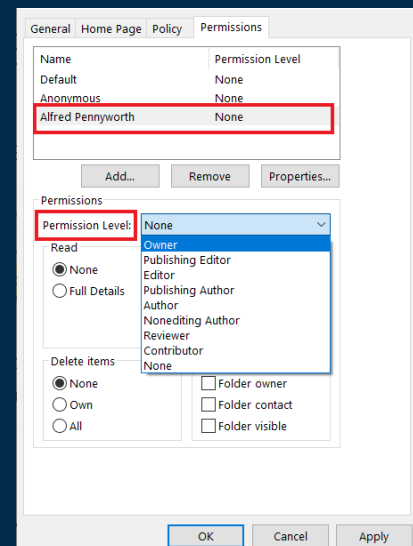 General Home Page Policy Permissions
Name Permission Level
Default None
Anonymous None
Alfred Pennyworth None
Add... Remove Properties...
Permissions
Permission Level: None
Owner
Publishing Editor
Editor
Publishing Author
Author
Nonediting Author
Reviewer
Contributor
None
Read
None
Full Details
Delete items
None
Own
All
Folder owner
Folder contact
Folder visible
OK Cancel Apply